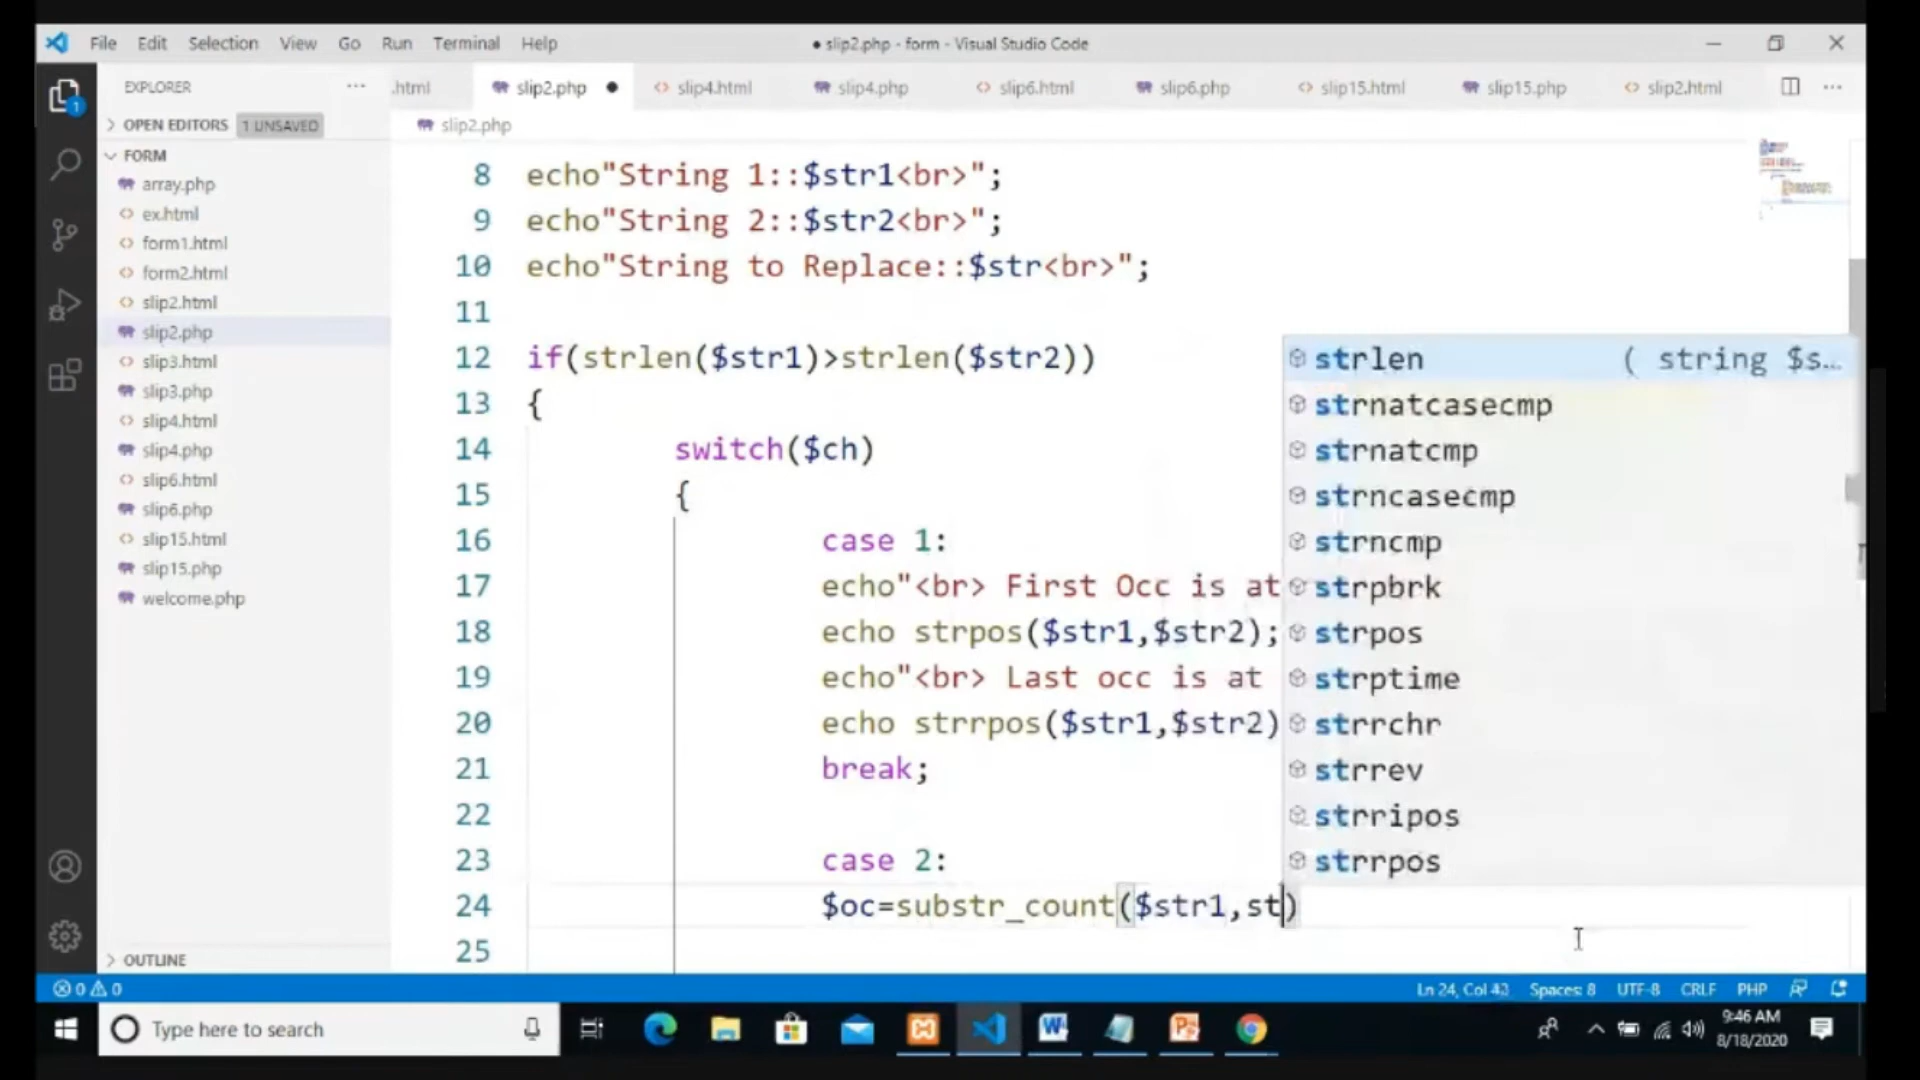 File Edit Selection View Go Run Terminal Help
● slip2.php - form - Visual Studio Code
EXPLORER ···
.html slip2.php ● slip4.html slip4.php slip6.html slip6.php slip15.html slip15.php slip2.html ···
OPEN EDITORS 1 UNSAVED
slip2.php
1
FORM
array.php
ex.html
form1.html
form2.html
slip2.html
slip2.php
slip3.html
slip3.php
slip4.html
slip4.php
slip6.html
slip6.php
slip15.html
slip15.php
welcome.php
OUTLINE
8 echo"String 1::$str1<br>";
9 echo"String 2::$str2<br>";
10 echo"String to Replace::$str<br>";
11
12 if(strlen($str1)>strlen($str2))
13 {
14 switch($ch)
15 {
16 case 1:
17 echo"<br> First Occ is at
18 echo strpos($str1,$str2);
19 echo"<br> Last occ is at
20 echo strrpos($str1,$str2)
21 break;
22
23 case 2:
24 $oc=substr_count($str1,st)
25
strlen ( string $s...
strnatcasecmp
strnatcmp
strncasecmp
strncmp
strpbrk
strpos
strptime
strrchr
strrev
strripos
strrpos
0 0 Ln 24, Col 43 Spaces: 8 UTF-8 CRLF PHP
Type here to search
9:46 AM
8/18/2020